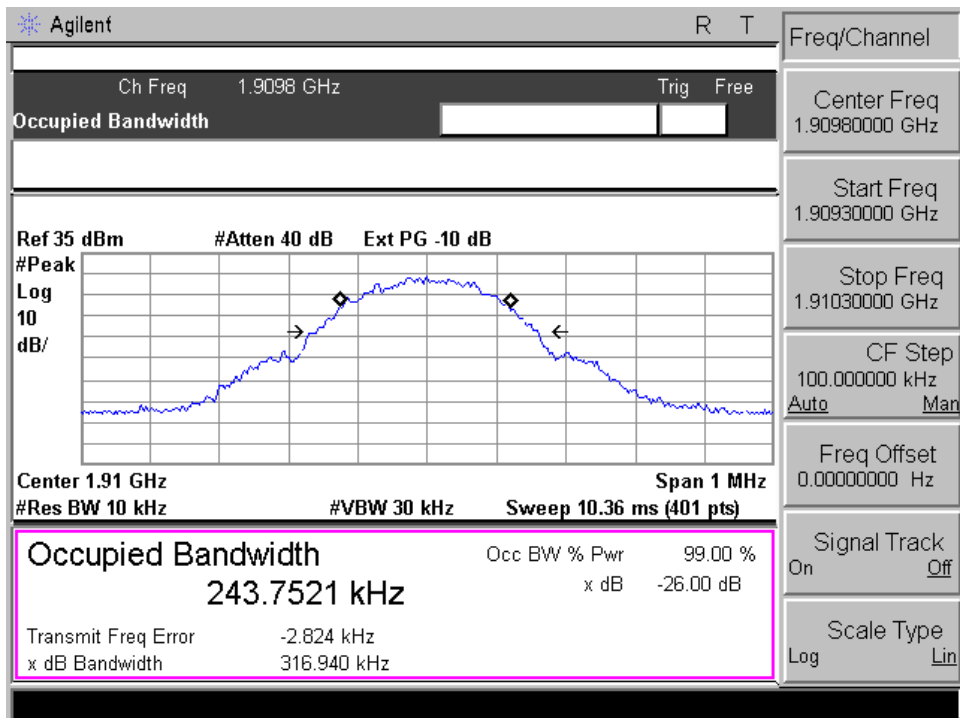 Agilent R T
Ch Freq 1.9098 GHz Trig Free
Occupied Bandwidth
Ref 35 dBm #Atten 40 dB Ext PG -10 dB
#Peak
Log
10
dB/
Center 1.91 GHz Span 1 MHz
#Res BW 10 kHz #VBW 30 kHz Sweep 10.36 ms (401 pts)
Occupied Bandwidth Occ BW % Pwr 99.00 %
243.7521 kHz x dB -26.00 dB
Transmit Freq Error -2.824 kHz
x dB Bandwidth 316.940 kHz
Freq/Channel
Center Freq
1.90980000 GHz
Start Freq
1.90930000 GHz
Stop Freq
1.91030000 GHz
CF Step
100.000000 kHz
Auto Man
Freq Offset
0.00000000 Hz
Signal Track
On Off
Scale Type
Log Lin